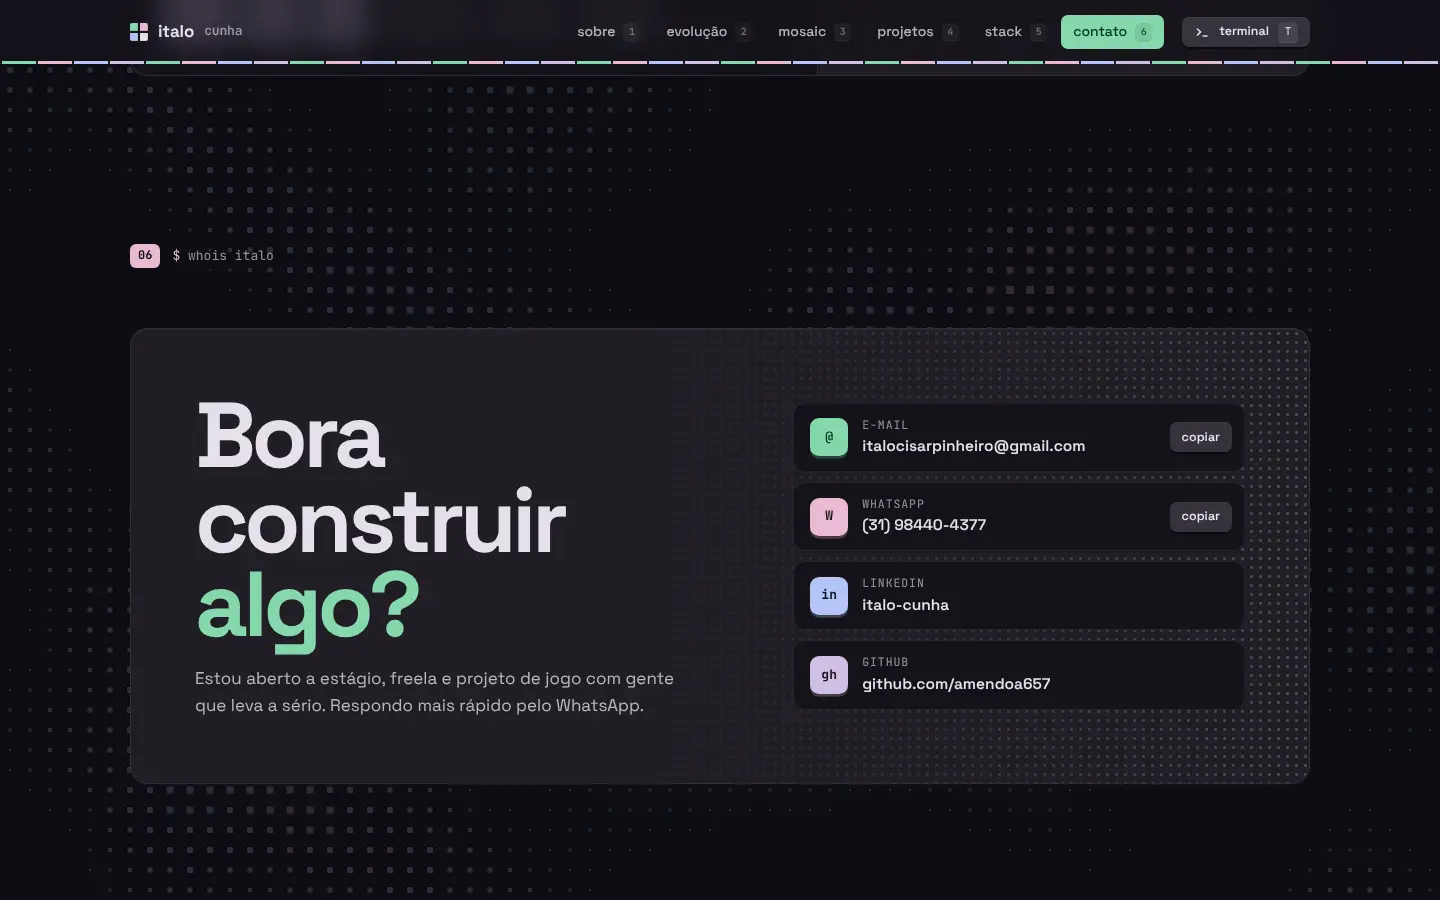 italo cunha
sobre 1 evolução 2 mosaic 3 projetos 4 stack 5 contato 6 >_ terminal T
06 $ whois italo
Bora
construir
algo?
Estou aberto a estágio, freela e projeto de jogo com gente
que leva a sério. Respondo mais rápido pelo WhatsApp.
@ E-MAIL
italocisarpinheiro@gmail.com
copiar
W WHATSAPP
(31) 98440-4377
copiar
in LINKEDIN
italo-cunha
gh GITHUB
github.com/amendoa657